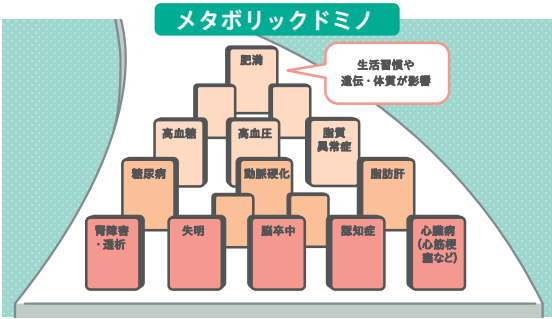 メタボリックドミノ
肥満
生活習慣や
遺伝・体質が影響
高血糖
高血圧
脂質
異常症
糖尿病
動脈硬化
脂肪肝
腎障害
・透析
失明
脳卒中
認知症
心臓病
(心筋梗
塞など)